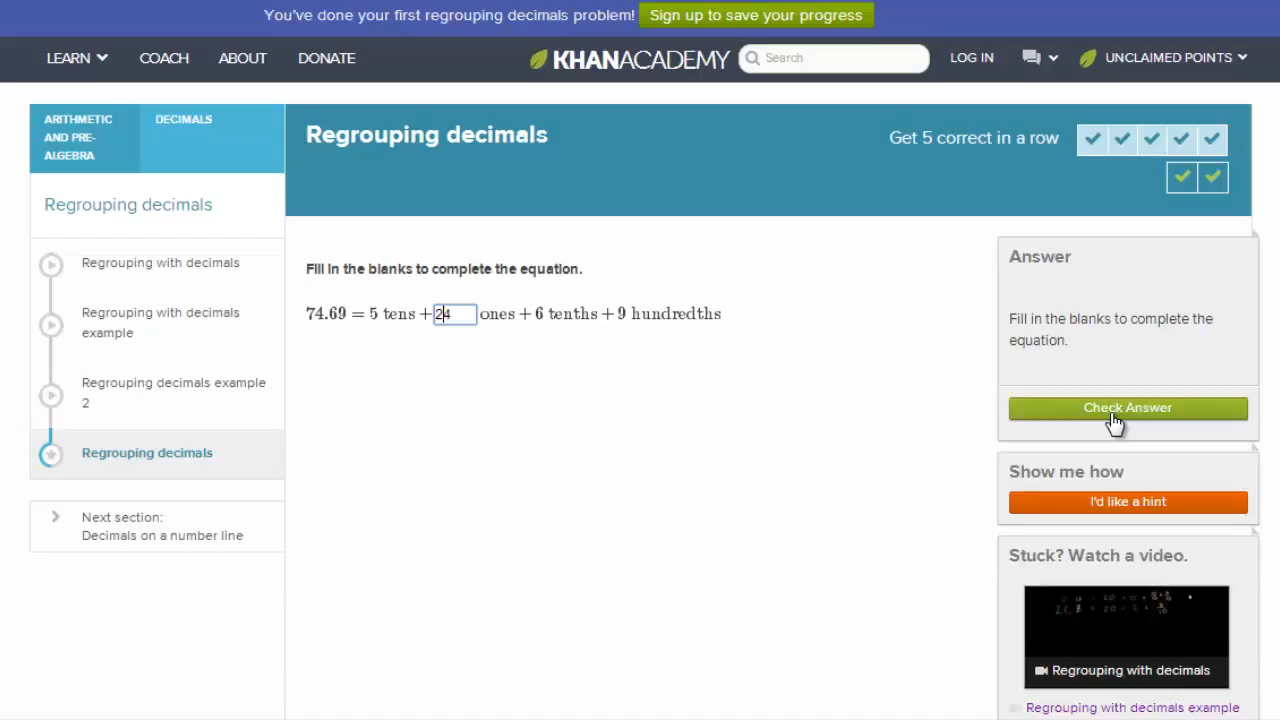 You've done your first regrouping decimals problem! Sign up to save your progress
LEARN COACH ABOUT DONATE KHANACADEMY Search LOG IN UNCLAIMED POINTS
ARITHMETIC
AND PRE-
ALGEBRA
DECIMALS
Regrouping decimals
Get 5 correct in a row
Regrouping decimals
Regrouping with decimals
Regrouping with decimals
example
Regrouping decimals example
2
Regrouping decimals
Next section:
Decimals on a number line
Fill in the blanks to complete the equation.
74.69 = 5 tens + 24 ones + 6 tenths + 9 hundredths
Answer
Fill in the blanks to complete the
equation.
Check Answer
Show me how
I'd like a hint
Stuck? Watch a video.
Regrouping with decimals
Regrouping with decimals example